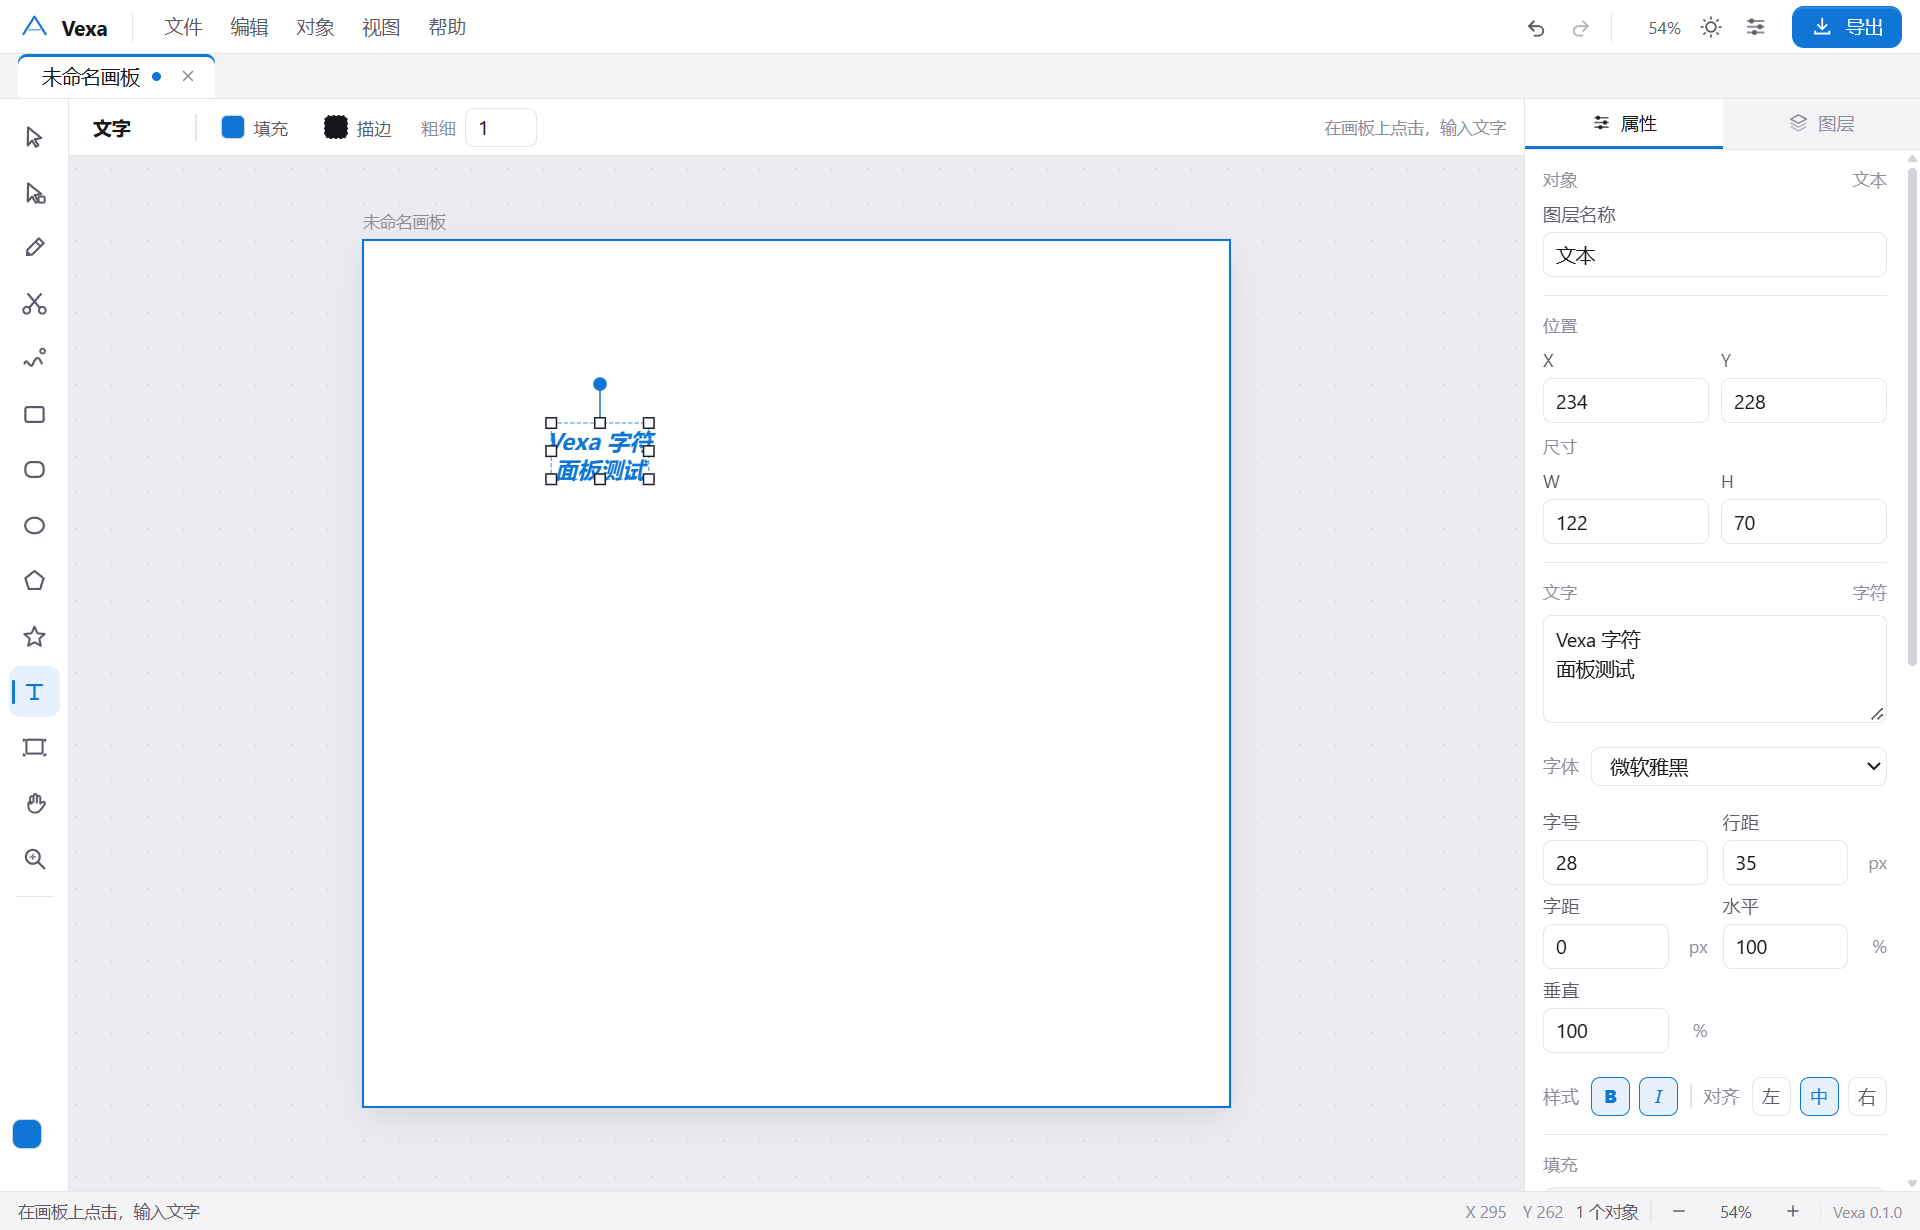 Vexa
文件 编辑 对象 视图 帮助
54%
导出
未命名画板
文字
填充
描边
粗细
1
在画板上点击，输入文字
属性
图层
未命名画板
Vexa 字符
面板测试
对象 文本
图层名称
文本
位置
X Y
234 228
尺寸
W H
122 70
文字 字符
Vexa 字符
面板测试
字体 微软雅黑
字号 行距
28 35 px
字距 水平
0 px 100 %
垂直
100 %
样式 B I 对齐 左 中 右
填充
在画板上点击，输入文字
X 295 Y 262 1 个对象 54% Vexa 0.1.0